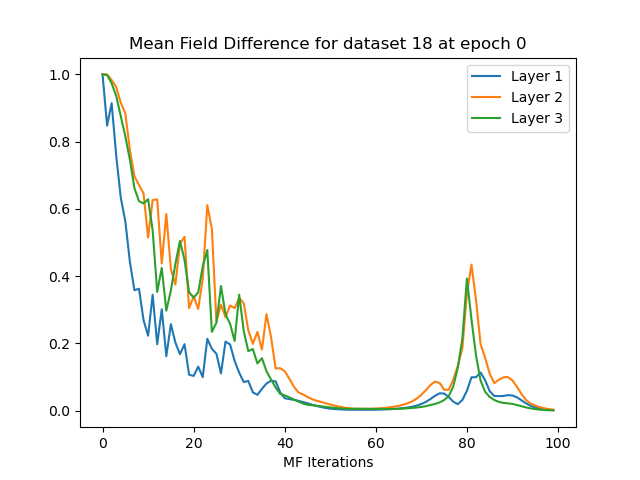 Mean Field Difference for dataset 18 at epoch 0
1.0
0.8
0.6
0.4
0.2
0.0
Layer 1
Layer 2
Layer 3
0 20 40 60 80 100
MF Iterations